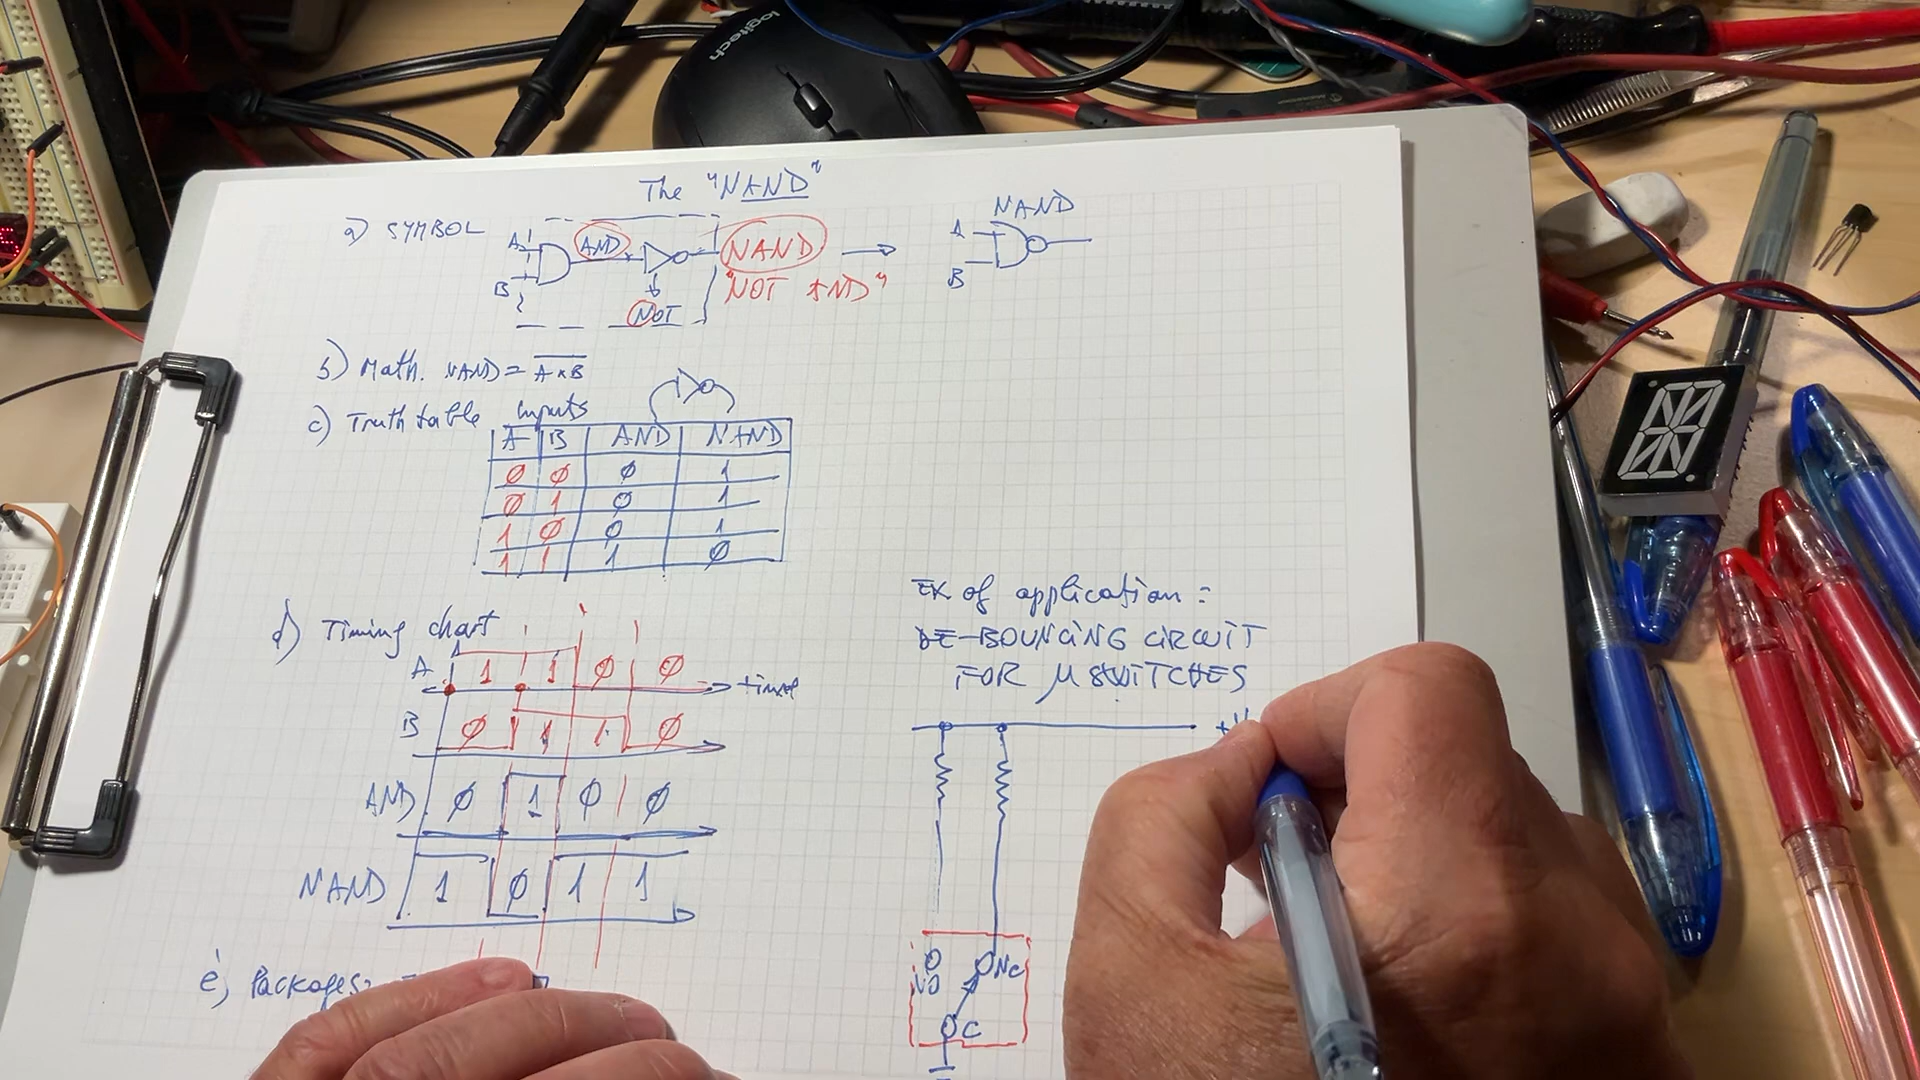 logitech
The "NAND"
a) SYMBOL
A
B
AND
NOT
NAND
"NOT AND"
NAND
A
B
b) Math. NAND = A x B
c) Truth table
inputs
A B AND NAND
0 0 0 1
0 1 0 1
1 0 0 1
1 1 1 0
d) Timing chart
A 1 1 0 0 time
B 0 1 1 0
AND 0 1 0 0
NAND 1 0 1 1
e) Packages:
EX of application:
DE-BOUNCING CIRCUIT
FOR μ SWITCHES
+V
NO
NC
C